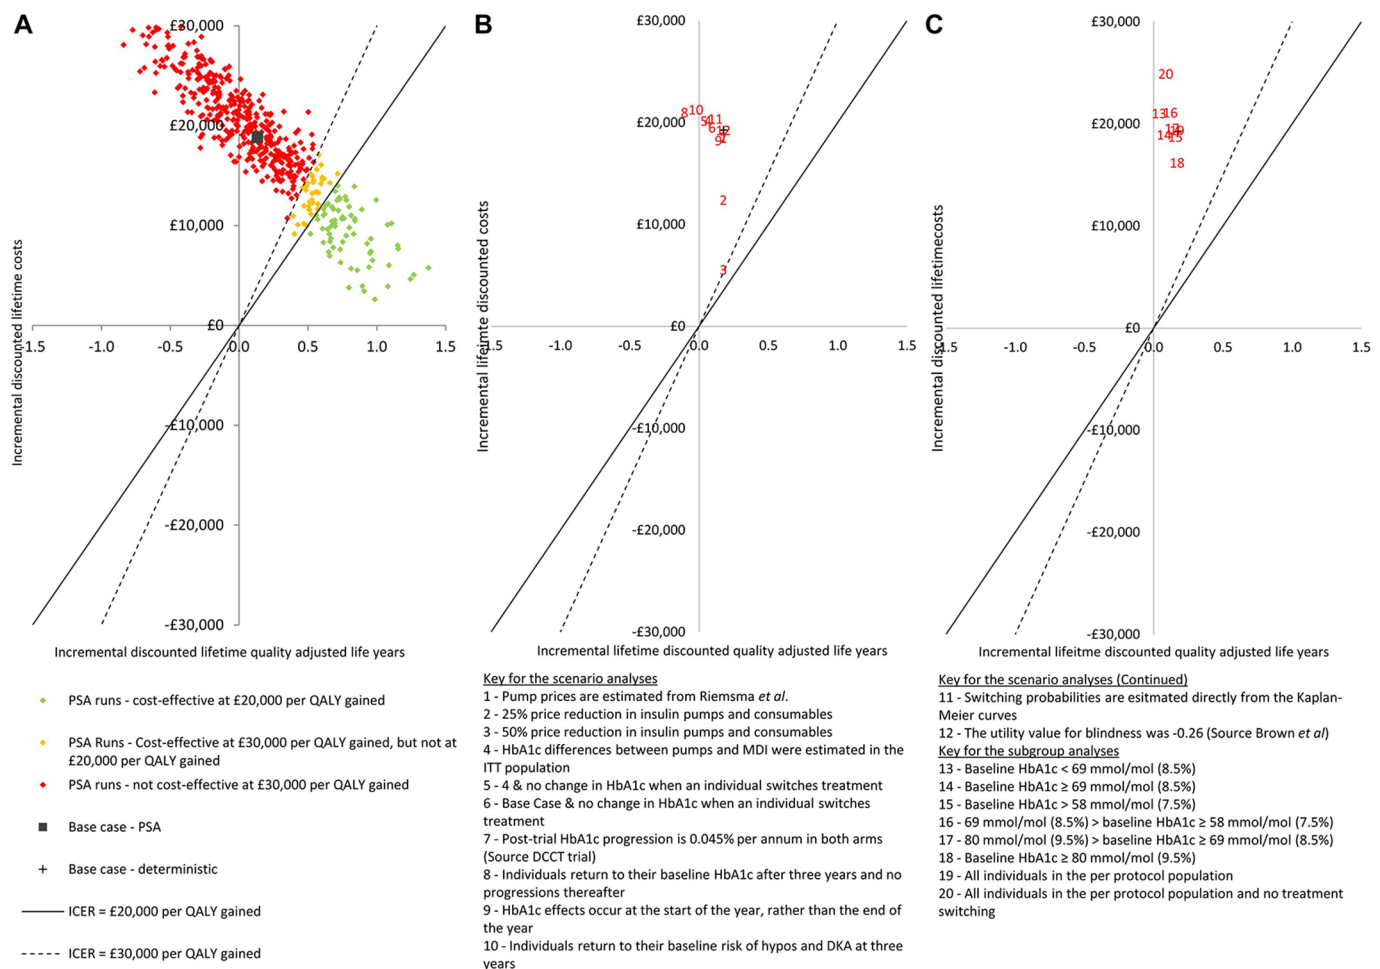 A
£30,000
£20,000
£10,000
£0
-1.5
-1.0
-0.5
0.0
0.5
1.0
1.5
-£10,000
-£20,000
-£30,000
Incremental discounted lifetime costs
Incremental discounted lifetime quality adjusted life years
PSA runs - cost-effective at £20,000 per QALY gained
PSA Runs - Cost-effective at £30,000 per QALY gained, but not at
£20,000 per QALY gained
PSA runs - not cost-effective at £30,000 per QALY gained
Base case - PSA
Base case - deterministic
ICER = £20,000 per QALY gained
ICER = £30,000 per QALY gained
B
£30,000
8
10
£20,000
5
11
6
12
9
2
£10,000
3
£0
-1.5
-1.0
-0.5
0.0
0.5
1.0
1.5
-£10,000
-£20,000
-£30,000
Incremental lifeimte discounted costs
Incremental lifetime discounted quality adjusted life years
Key for the scenario analyses
1 - Pump prices are estimated from Riemsma et al.
2 - 25% price reduction in insulin pumps and consumables
3 - 50% price reduction in insulin pumps and consumables
4 - HbA1c differences between pumps and MDI were estimated in the
ITT population
5 - 4 & no change in HbA1c when an individual switches treatment
6 - Base Case & no change in HbA1c when an individual switches
treatment
7 - Post-trial HbA1c progression is 0.045% per annum in both arms
(Source DCCT trial)
8 - Individuals return to their baseline HbA1c after three years and no
progressions thereafter
9 - HbA1c effects occur at the start of the year, rather than the end of
the year
10 - Individuals return to their baseline risk of hypos and DKA at three
years
C
£30,000
20
13
16
£20,000
17
19
14
15
18
£10,000
£0
-1.5
-1.0
-0.5
0.0
0.5
1.0
1.5
-£10,000
-£20,000
-£30,000
Incremental discounted lifetimecosts
Incremental lifeitme discounted quality adjusted life years
Key for the scenario analyses (Continued)
11 - Switching probabilities are esitmated directly from the Kaplan-
Meier curves
12 - The utility value for blindness was -0.26 (Source Brown et al)
Key for the subgroup analyses
13 - Baseline HbA1c < 69 mmol/mol (8.5%)
14 - Baseline HbA1c ≥ 69 mmol/mol (8.5%)
15 - Baseline HbA1c > 58 mmol/mol (7.5%)
16 - 69 mmol/mol (8.5%) > baseline HbA1c ≥ 58 mmol/mol (7.5%)
17 - 80 mmol/mol (9.5%) > baseline HbA1c ≥ 69 mmol/mol (8.5%)
18 - Baseline HbA1c ≥ 80 mmol/mol (9.5%)
19 - All individuals in the per protocol population
20 - All individuals in the per protocol population and no treatment
switching